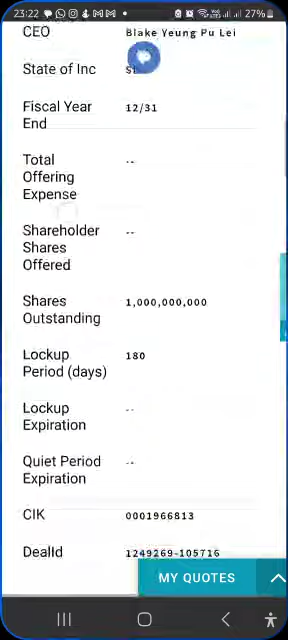 23:22 27%
CEO Blake Yeung Pu Lei
State of Inc
Fiscal Year 12/31
End
Total --
Offering
Expense
Shareholder --
Shares
Offered
Shares 1,000,000,000
Outstanding
Lockup 180
Period (days)
Lockup --
Expiration
Quiet Period --
Expiration
CIK 0001966813
DealId 1249269-105716
MY QUOTES